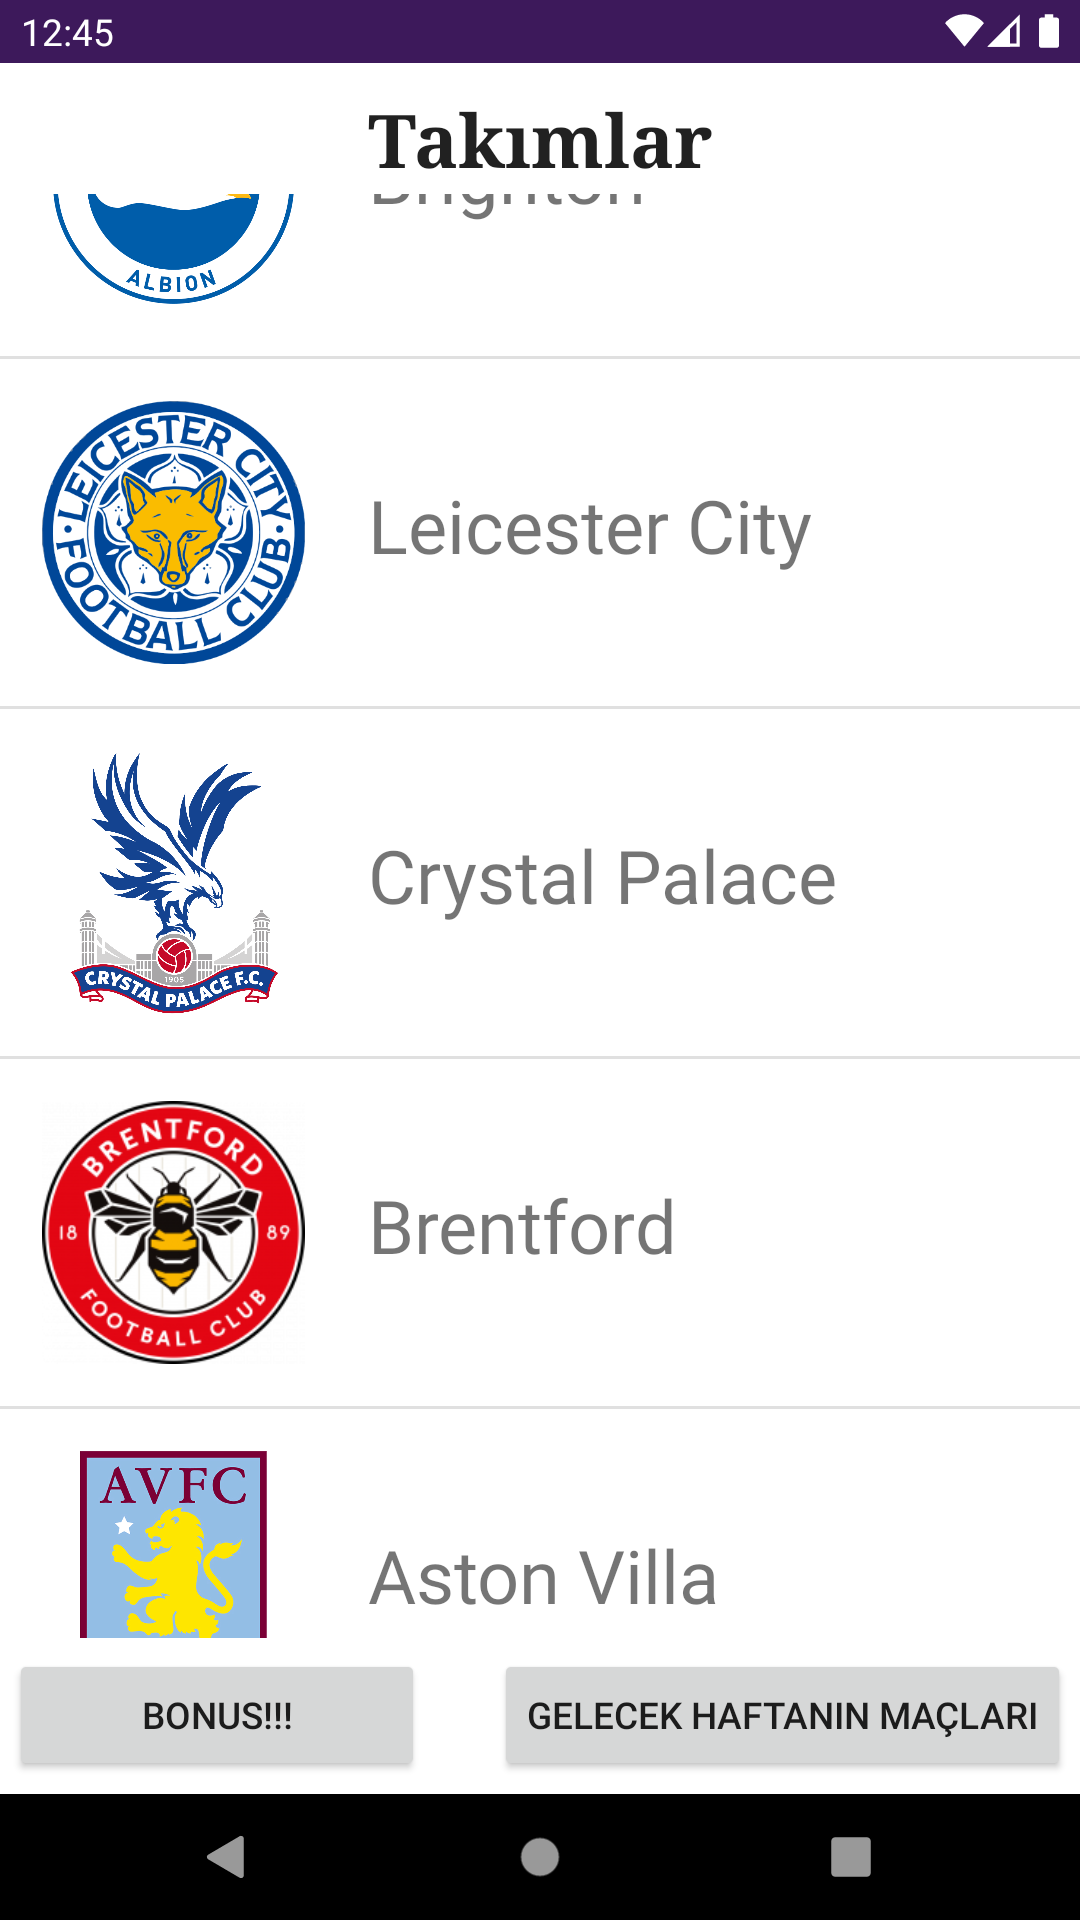 12:45
Takımlar
Brighton
ALBION
LEICESTER CITY
FOOTBALL CLUB
Leicester City
1905
CRYSTAL PALACE F.C.
Crystal Palace
BRENTFORD
18 89
FOOTBALL CLUB
Brentford
AVFC
Aston Villa
BONUS!!!
GELECEK HAFTANIN MAÇLARI